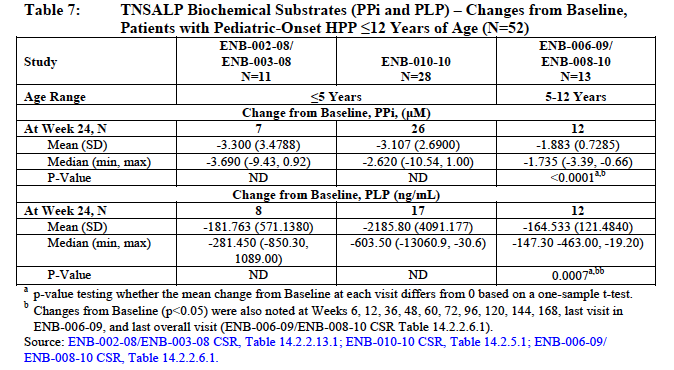 Table 7: TNSALP Biochemical Substrates (PPi and PLP) – Changes from Baseline,
Patients with Pediatric-Onset HPP ≤12 Years of Age (N=52)
Study ENB-002-08/ ENB-003-08 N=11 ENB-010-10 N=28 ENB-006-09/ ENB-008-10 N=13
Age Range ≤5 Years 5-12 Years
Change from Baseline, PPi, (µM)
At Week 24, N 7 26 12
Mean (SD) -3.300 (3.4788) -3.107 (2.6900) -1.883 (0.7285)
Median (min, max) -3.690 (-9.43, 0.92) -2.620 (-10.54, 1.00) -1.735 (-3.39, -0.66)
P-Value ND ND <0.0001a,b
Change from Baseline, PLP (ng/mL)
At Week 24, N 8 17 12
Mean (SD) -181.763 (571.1380) -2185.80 (4091.177) -164.533 (121.4840)
Median (min, max) -281.450 (-850.30, 1089.00) -603.50 (-13060.9, -30.6) -147.30 -463.00, -19.20)
P-Value ND ND 0.0007a,bb
a p-value testing whether the mean change from Baseline at each visit differs from 0 based on a one-sample t-test.
b Changes from Baseline (p<0.05) were also noted at Weeks 6, 12, 36, 48, 60, 72, 96, 120, 144, 168, last visit in
ENB-006-09, and last overall visit (ENB-006-09/ENB-008-10 CSR Table 14.2.2.6.1).
Source: ENB-002-08/ENB-003-08 CSR, Table 14.2.2.13.1; ENB-010-10 CSR, Table 14.2.5.1; ENB-006-09/
ENB-008-10 CSR, Table 14.2.2.6.1.